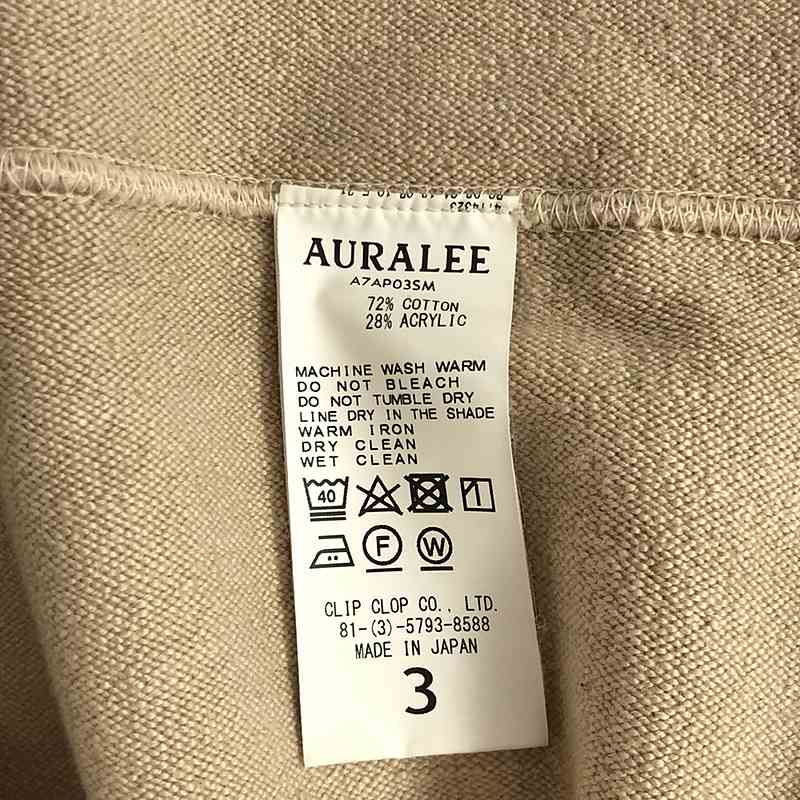 AURALEE
A7AP03SM
72% COTTON
28% ACRYLIC
MACHINE WASH WARM
DO NOT BLEACH
DO NOT TUMBLE DRY
LINE DRY IN THE SHADE
WARM IRON
DRY CLEAN
WET CLEAN
40
F W
CLIP CLOP CO., LTD.
81-(3)-5793-8588
MADE IN JAPAN
3